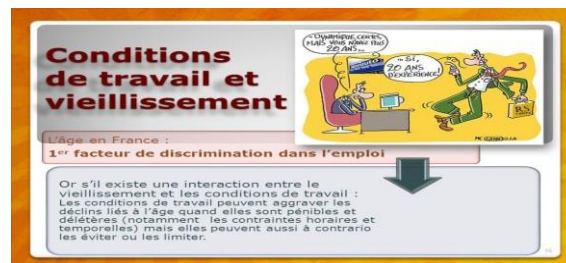 Conditions
de travail et
vieillissement
DYNAMIQUE CERTES,
MAIS VOUS N'AVEZ PLUS
20 ANS...
...SI,
20 ANS
D'EXPÉRIENCE!
L'âge en France :
1er facteur de discrimination dans l'emploi
Or s'il existe une interaction entre le
vieillissement et les conditions de travail :
Les conditions de travail peuvent aggraver les
déclins liés à l'âge quand elles sont pénibles et
délétères (notamment les contraintes horaires et
temporelles) mais elles peuvent aussi à contrario
les éviter ou les limiter.